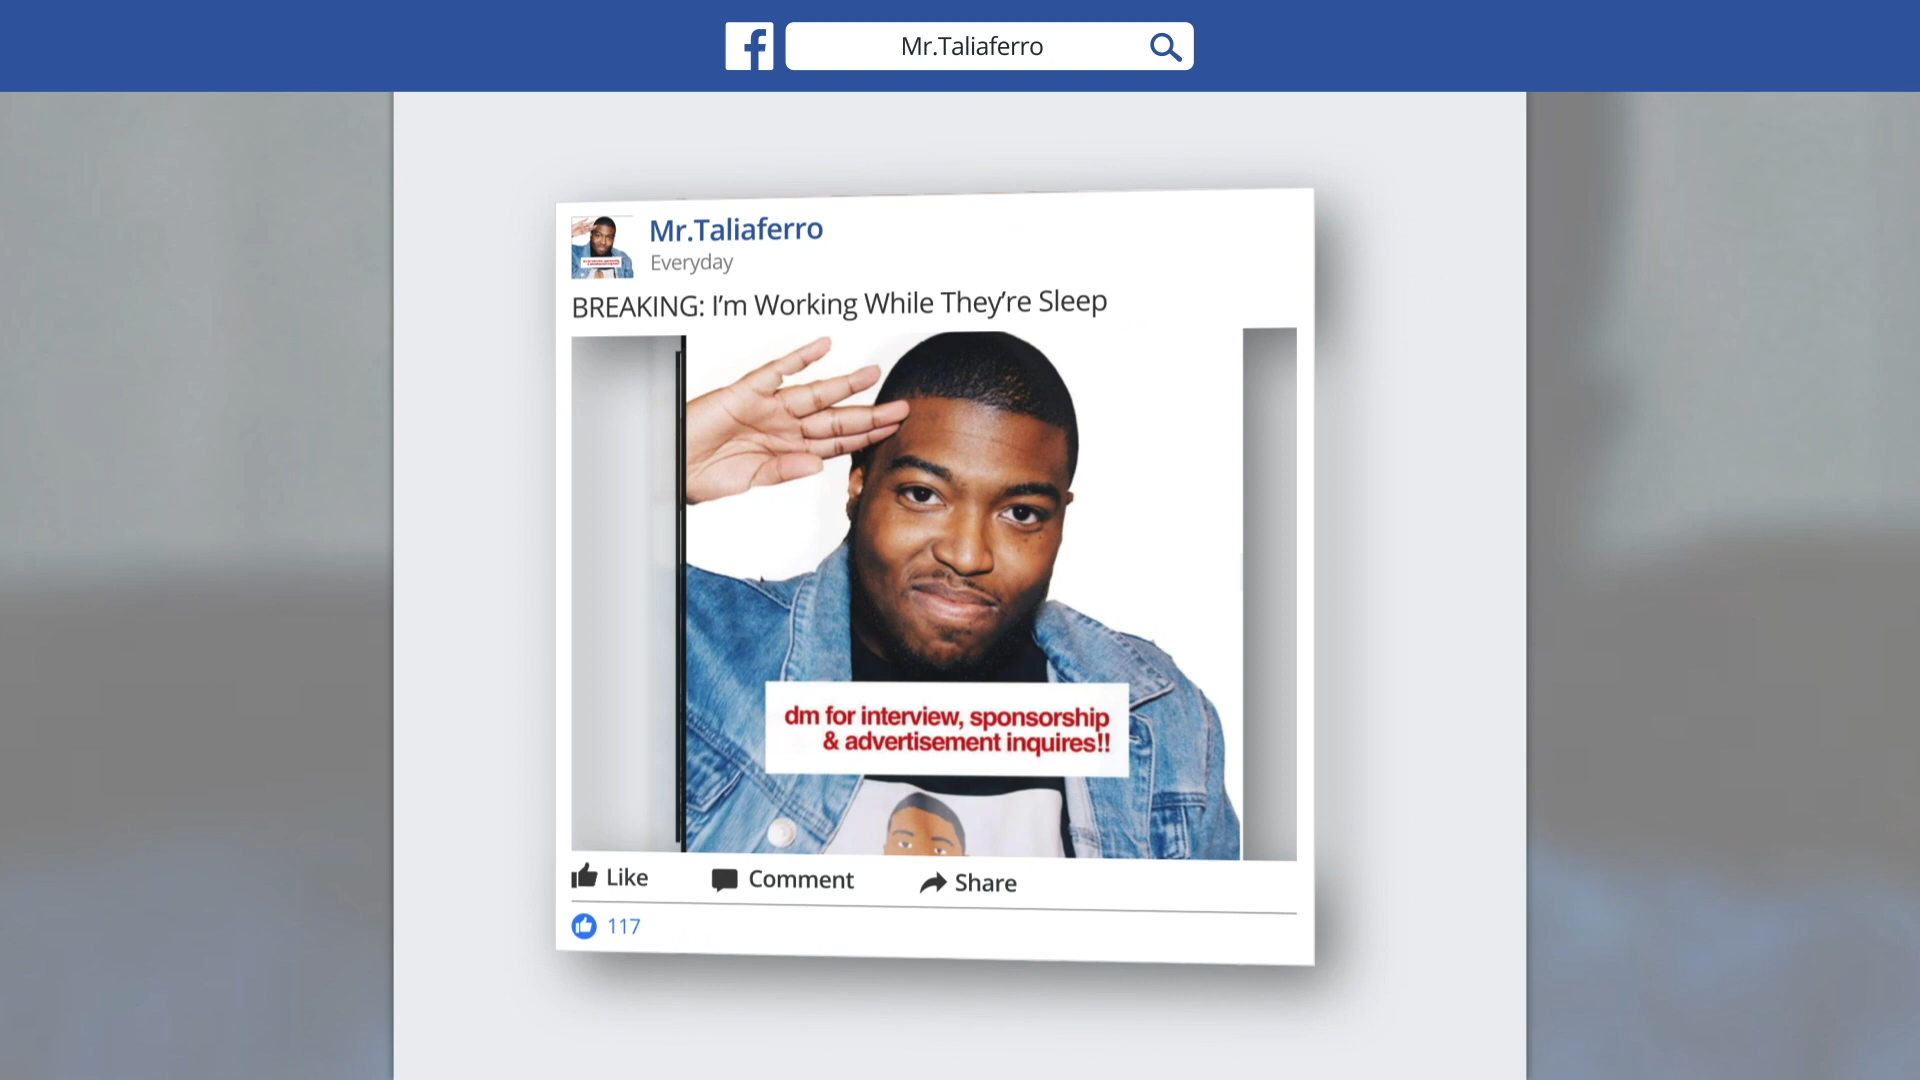 Mr.Taliaferro
Mr.Taliaferro
Everyday
BREAKING: I'm Working While They're Sleep
dm for interview, sponsorship
& advertisement inquires!!
Like Comment Share
117